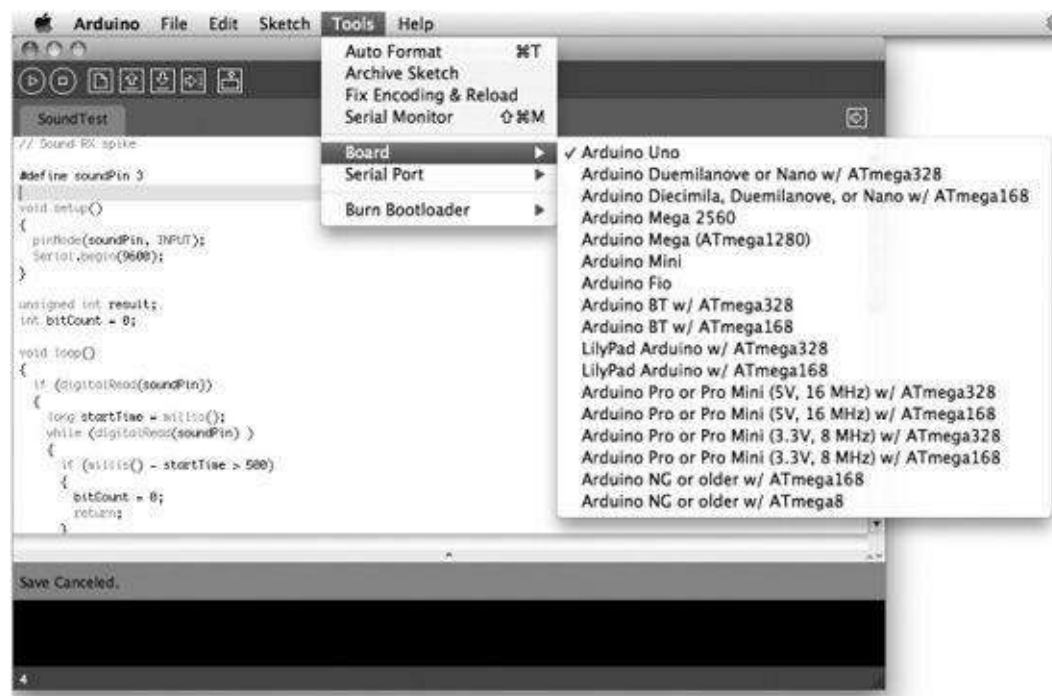 Arduino File Edit Sketch Tools Help
Auto Format ⌘T
Archive Sketch
Fix Encoding & Reload
Serial Monitor ⇧⌘M
Board
Serial Port
Burn Bootloader
✓ Arduino Uno
Arduino Duemilanove or Nano w/ ATmega328
Arduino Diecimila, Duemilanove, or Nano w/ ATmega168
Arduino Mega 2560
Arduino Mega (ATmega1280)
Arduino Mini
Arduino Fio
Arduino BT w/ ATmega328
Arduino BT w/ ATmega168
LilyPad Arduino w/ ATmega328
LilyPad Arduino w/ ATmega168
Arduino Pro or Pro Mini (5V, 16 MHz) w/ ATmega328
Arduino Pro or Pro Mini (5V, 16 MHz) w/ ATmega168
Arduino Pro or Pro Mini (3.3V, 8 MHz) w/ ATmega328
Arduino Pro or Pro Mini (3.3V, 8 MHz) w/ ATmega168
Arduino NG or older w/ ATmega168
Arduino NG or older w/ ATmega8
SoundTest
// Sound RX spike
#define soundPin 3
void setup()
{
pinMode(soundPin, INPUT);
Serial.begin(9600);
}
unsigned int result;
int bitCount = 0;
void loop()
{
if (digitalRead(soundPin))
{
long startTime = millis();
while (digitalRead(soundPin) )
{
if (millis() - startTime > 500)
{
bitCount = 0;
return;
}
Save Canceled.
4